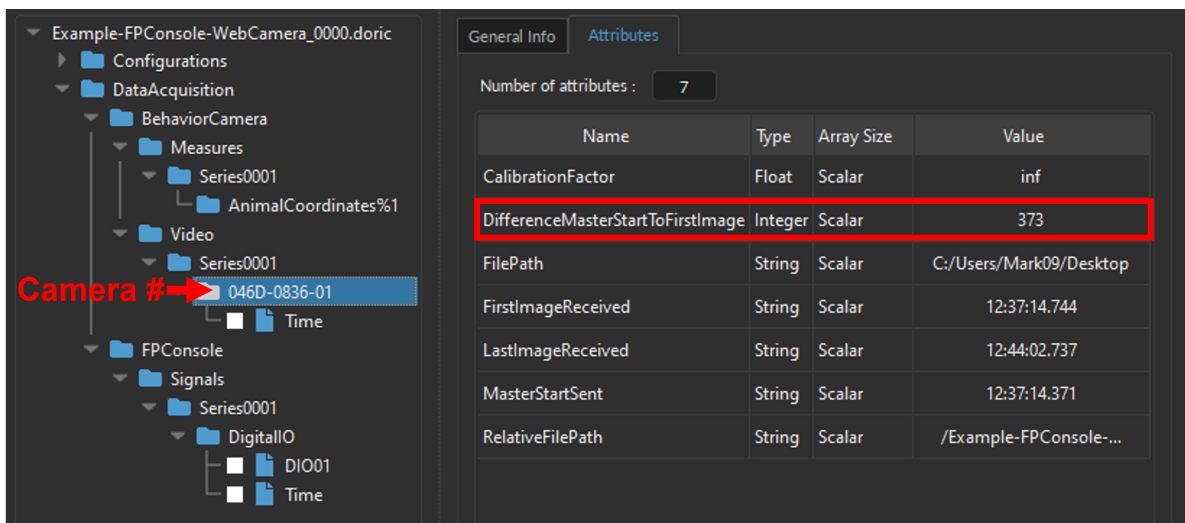 Example-FPConsole-WebCamera_0000.doric
Configurations
DataAcquisition
BehaviorCamera
Measures
Series0001
AnimalCoordinates%1
Video
Series0001
Camera #
046D-0836-01
Time
FPConsole
Signals
Series0001
DigitalIO
DIO01
Time
General Info Attributes
Number of attributes : 7
Name Type Array Size Value
CalibrationFactor Float Scalar inf
DifferenceMasterStartToFirstImage Integer Scalar 373
FilePath String Scalar C:/Users/Mark09/Desktop
FirstImageReceived String Scalar 12:37:14.744
LastImageReceived String Scalar 12:44:02.737
MasterStartSent String Scalar 12:37:14.371
RelativeFilePath String Scalar /Example-FPConsole-...